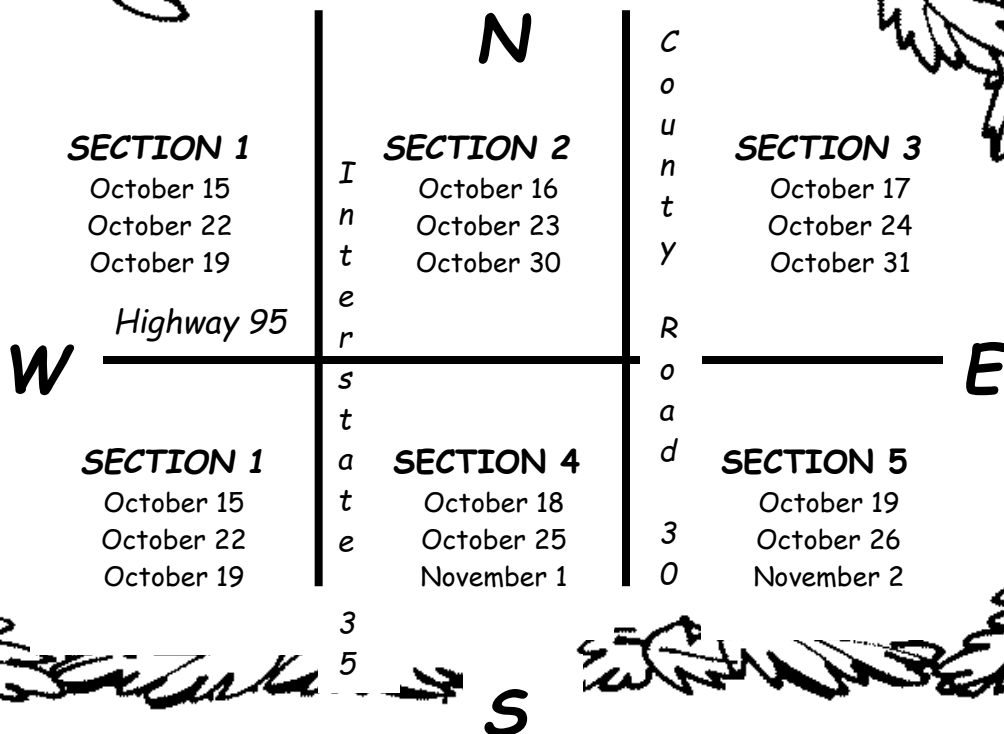 N
SECTION 1
October 15
October 22
October 19
Interstate 35
SECTION 2
October 16
October 23
October 30
County Road 30
SECTION 3
October 17
October 24
October 31
Highway 95
W
E
SECTION 1
October 15
October 22
October 19
SECTION 4
October 18
October 25
November 1
SECTION 5
October 19
October 26
November 2
S